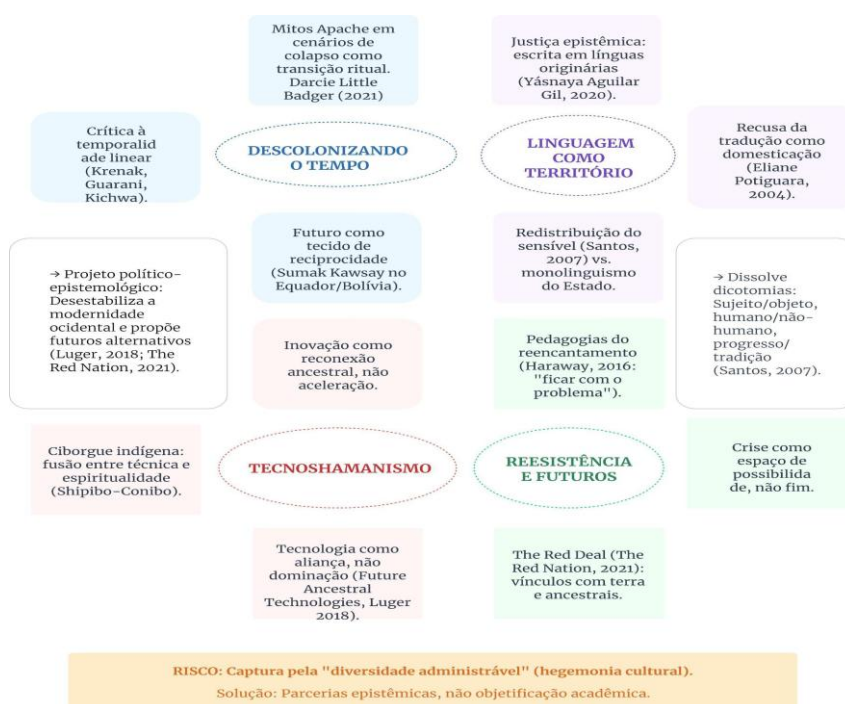 Mitos Apache em
cenários de
colapso como
transição ritual.
Darcie Little
Badger (2021)
Justiça epistêmica:
escrita em línguas
originárias
(Yásnaya Aguilar
Gil, 2020).
Crítica à
temporalid
ade linear
(Krenak,
Guarani,
Kichwa).
DESCOLONIZANDO
O TEMPO
LINGUAGEM
COMO
TERRITÓRIO
Recusa da
tradução como
domesticação
(Eliane
Potiguara,
2004).
→ Projeto político-
epistemológico:
Desestabiliza a
modernidade
ocidental e propõe
futuros alternativos
(Luger, 2018; The
Red Nation, 2021).
Futuro como
tecido de
reciprocidade
(Sumak Kawsay no
Equador/Bolívia).
Redistribuição do
sensível (Santos,
2007) vs.
monolinguismo
do Estado.
→ Dissolve
dicotomias:
Sujeito/objeto,
humano/não-
humano,
progresso/
tradição
(Santos, 2007).
Inovação como
reconexão
ancestral, não
aceleração.
Pedagogias do
reencantamento
(Haraway, 2016:
"ficar com o
problema").
Ciborgue indígena:
fusão entre técnica e
espiritualidade
(Shipibo-Conibo).
TECNOSHAMANISMO
REESISTÊNCIA
E FUTUROS
Crise como
espaço de
possibilida
de, não fim.
Tecnologia como
aliança, não
dominação (Future
Ancestral
Technologies, Luger
2018).
The Red Deal (The
Red Nation, 2021):
vínculos com terra
e ancestrais.
RISCO: Captura pela "diversidade administrável" (hegemonia cultural).
Solução: Parcerias epistêmicas, não objetificação acadêmica.